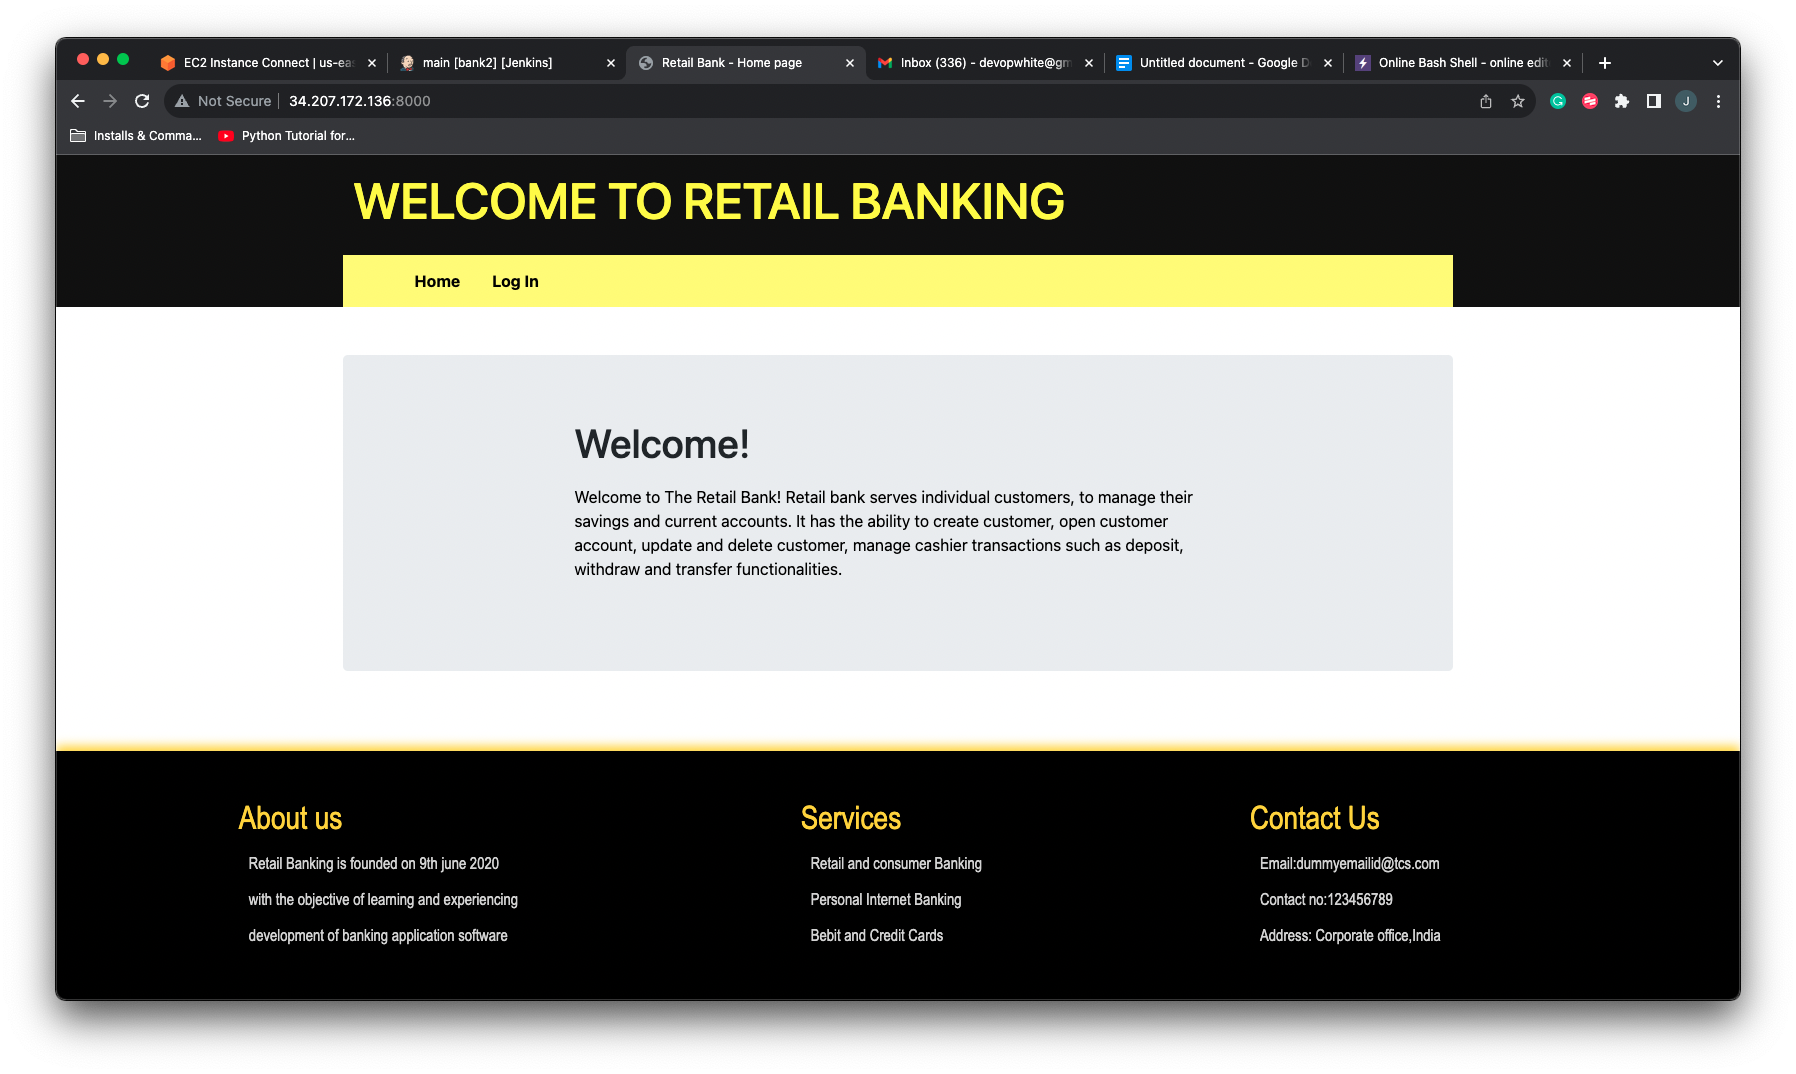 EC2 Instance Connect | us-eas
main [bank2] [Jenkins]
Retail Bank - Home page
Inbox (336) - devopwhite@gm
Untitled document - Google D
Online Bash Shell - online edit
Not Secure
34.207.172.136:8000
J
Installs & Comma...
Python Tutorial for...
WELCOME TO RETAIL BANKING
Home
Log In
Welcome!
Welcome to The Retail Bank! Retail bank serves individual customers, to manage their
savings and current accounts. It has the ability to create customer, open customer
account, update and delete customer, manage cashier transactions such as deposit,
withdraw and transfer functionalities.
About us
Retail Banking is founded on 9th june 2020
with the objective of learning and experiencing
development of banking application software
Services
Retail and consumer Banking
Personal Internet Banking
Bebit and Credit Cards
Contact Us
Email:dummyemailid@tcs.com
Contact no:123456789
Address: Corporate office,India